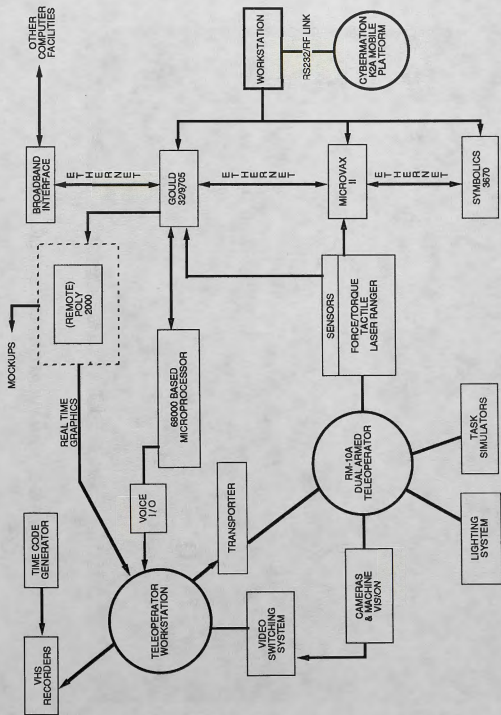 OTHER
COMPUTER
FACILITIES
BROADBAND
INTERFACE
ETHERNET
WORKSTATION
RS232/RF LINK
CYBERMATION
K2A MOBILE
PLATFORM
MOCKUPS
(REMOTE)
POLY
2000
GOULD
32/9705
ETHERNET
MICROVAX
II
ETHERNET
SYMBOLICS
3670
REAL TIME
GRAPHICS
68000 BASED
MICROPROCESSOR
SENSORS
FORCE/TORQUE
TACTILE
LASER RANGER
TIME CODE
GENERATOR
VOICE
I/O
TRANSPORTER
RM-10A
DUAL ARMED
TELEOPERATOR
TASK
SIMULATORS
VHS
RECORDERS
TELEOPERATOR
WORKSTATION
VIDEO
SWITCHING
SYSTEM
CAMERAS
& MACHINE
VISION
LIGHTING
SYSTEM